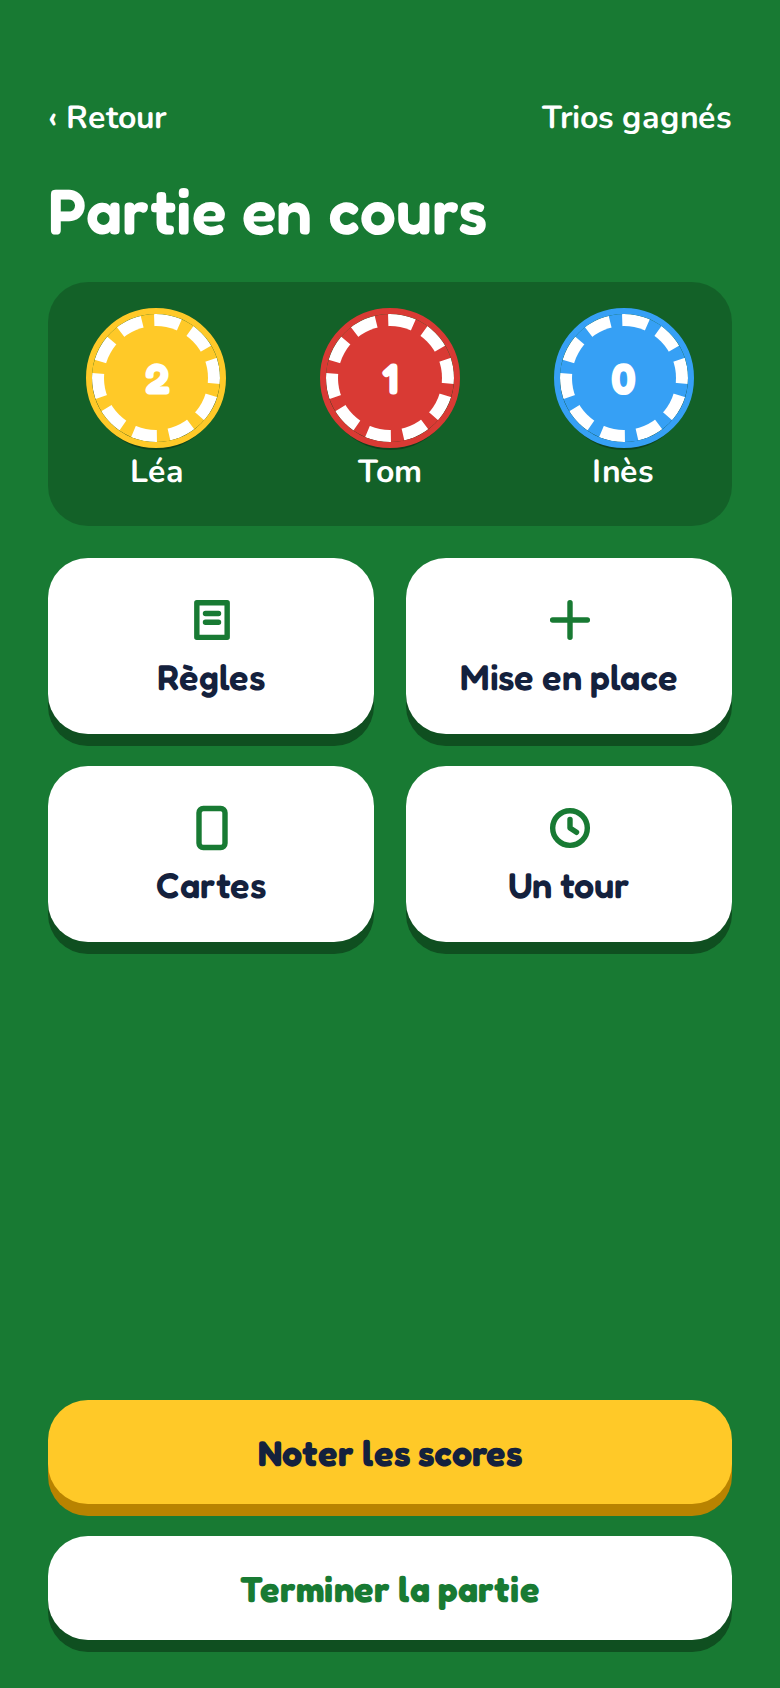 ‹ Retour
Trios gagnés
Partie en cours
2
1
0
Léa
Tom
Inès
Règles
Mise en place
Cartes
Un tour
Noter les scores
Terminer la partie